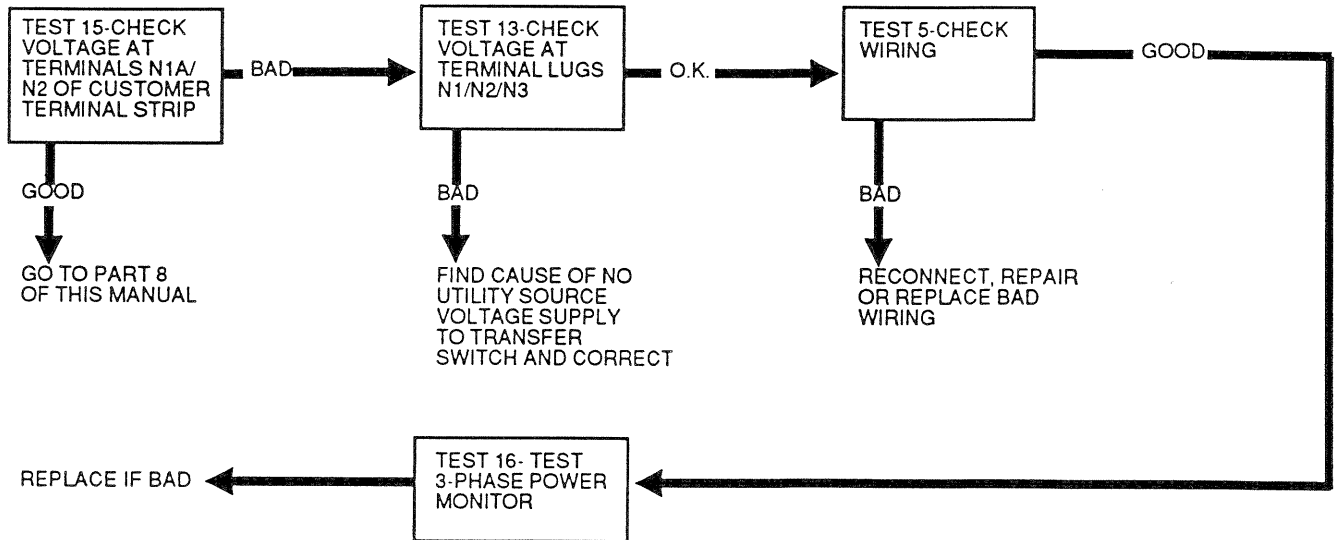 TEST 15-CHECK
VOLTAGE AT
TERMINALS N1A/
N2 OF CUSTOMER
TERMINAL STRIP
BAD
TEST 13-CHECK
VOLTAGE AT
TERMINAL LUGS
N1/N2/N3
O.K.
TEST 5-CHECK
WIRING
GOOD
GOOD
BAD
BAD
GO TO PART 8
OF THIS MANUAL
FIND CAUSE OF NO
UTILITY SOURCE
VOLTAGE SUPPLY
TO TRANSFER
SWITCH AND CORRECT
RECONNECT, REPAIR
OR REPLACE BAD
WIRING
TEST 16- TEST
3-PHASE POWER
MONITOR
REPLACE IF BAD